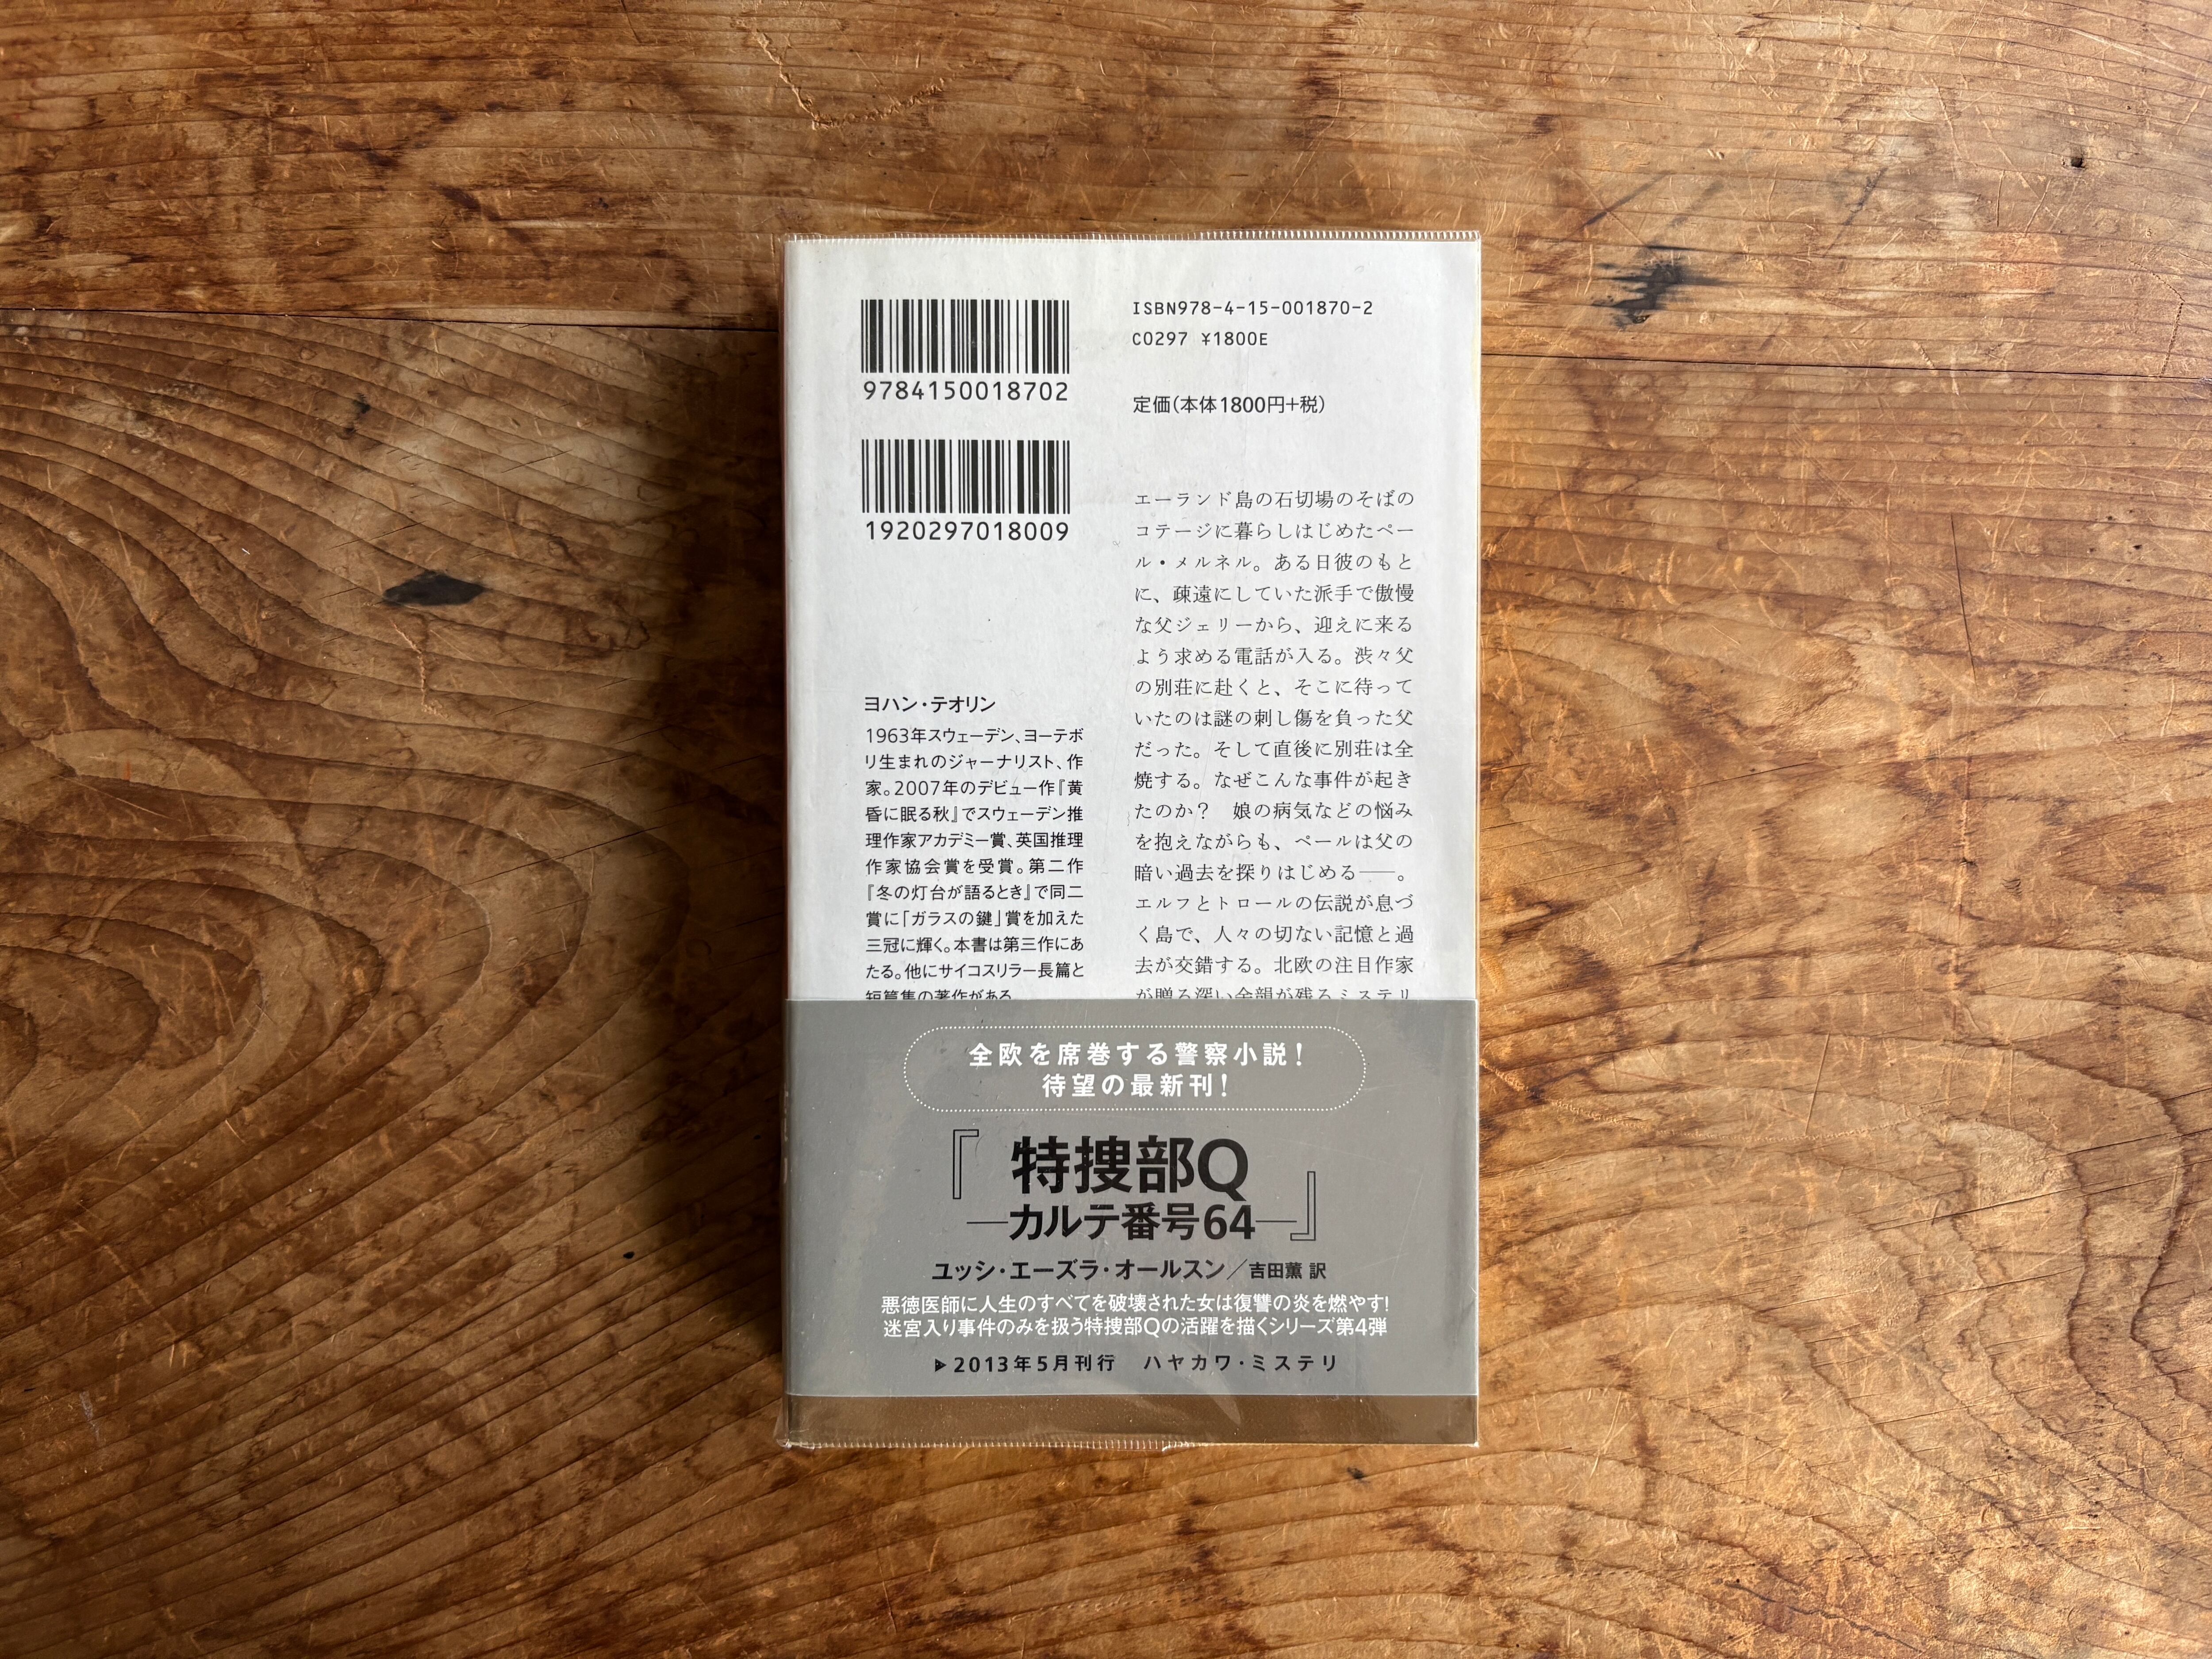 9784150018702
1920297018009
ISBN978-4-15-001870-2
C0297 ¥1800E
定価(本体1800円+税)
エーランド島の石切場のそばの
コテージに暮らしはじめたペー
ル・メルネル。ある日彼のもと
に、疎遠にしていた派手で傲慢
な父ジェリーから、迎えに来る
よう求める電話が入る。渋々父
の別荘に赴くと、そこに待って
いたのは謎の刺し傷を負った父
だった。そして直後に別荘は全
焼する。なぜこんな事件が起き
たのか？　娘の病気などの悩み
を抱えながらも、ペールは父の
暗い過去を探りはじめる――。
エルフとトロールの伝説が息づ
く島で、人々の切ない記憶と過
去が交錯する。北欧の注目作家
が贈る深い余韻が残るミステリ
ヨハン・テオリン
1963年スウェーデン、ヨーテボ
リ生まれのジャーナリスト、作
家。2007年のデビュー作『黄
昏に眠る秋』でスウェーデン推
理作家アカデミー賞、英国推理
作家協会賞を受賞。第二作
『冬の灯台が語るとき』で同二
賞に「ガラスの鍵」賞を加えた
三冠に輝く。本書は第三作にあ
たる。他にサイコスリラー長篇と
短篇集の著作がある
全欧を席巻する警察小説！
待望の最新刊！
『特捜部Q
―カルテ番号64―』
ユッシ・エーズラ・オールスン／吉田薫 訳
悪徳医師に人生のすべてを破壊された女は復讐の炎を燃やす！
迷宮入り事件のみを扱う特捜部Qの活躍を描くシリーズ第4弾
▶2013年5月刊行　ハヤカワ・ミステリ